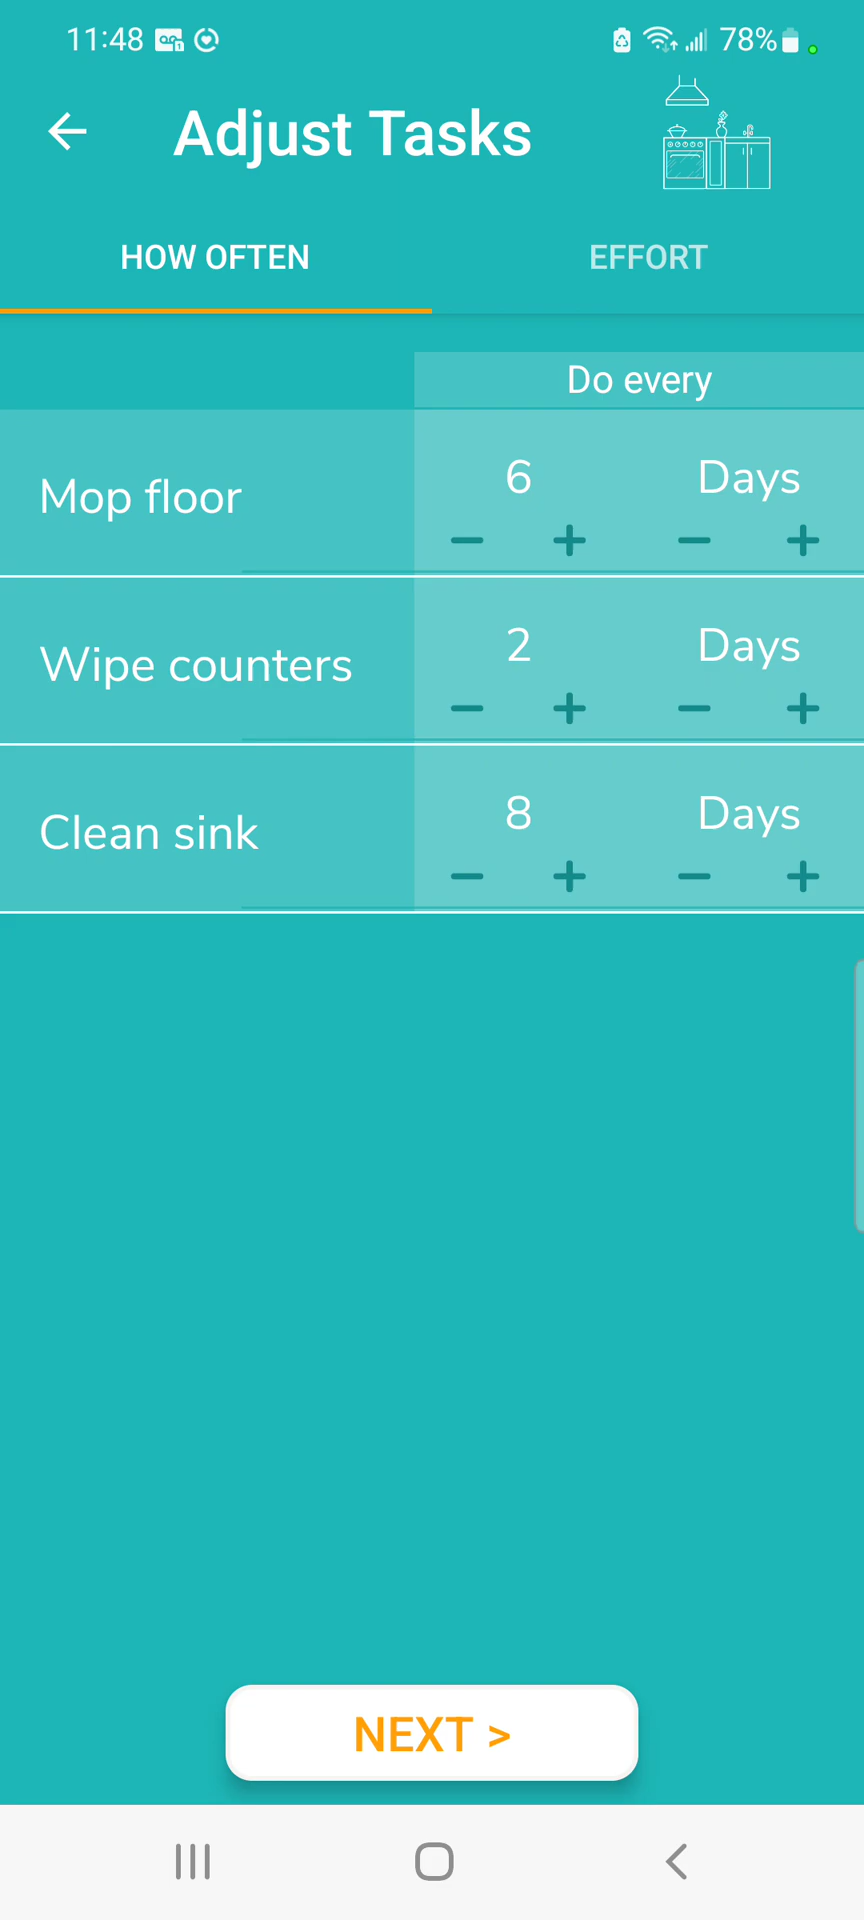 11:48 78%
Adjust Tasks
HOW OFTEN EFFORT
Do every
Mop floor 6 Days
− + − +
Wipe counters 2 Days
− + − +
Clean sink 8 Days
− + − +
NEXT >